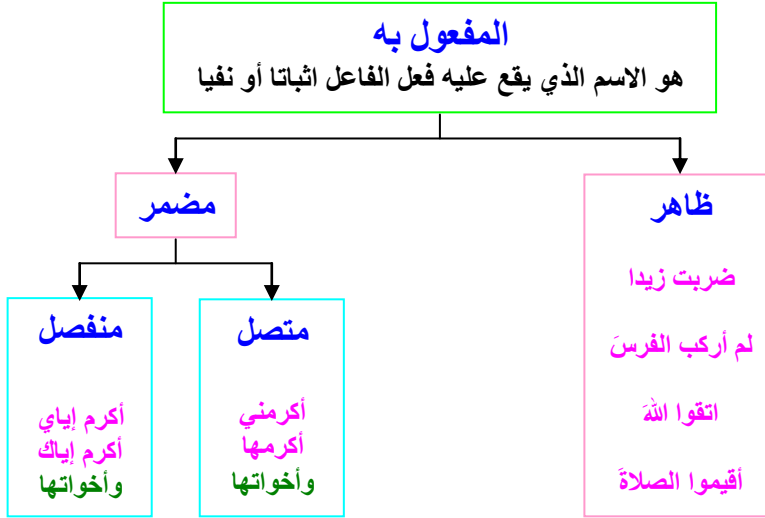 المفعول به
هو الاسم الذي يقع عليه فعل الفاعل اثباتا أو نفيا
ظاهر
ضربت زيدا
لم أركب الفرسَ
اتقوا اللهَ
أقيموا الصلاةَ
مضمر
متصل
أكرمني
أكرمها
وأخواتها
منفصل
أكرم إياي
أكرم إياك
وأخواتها